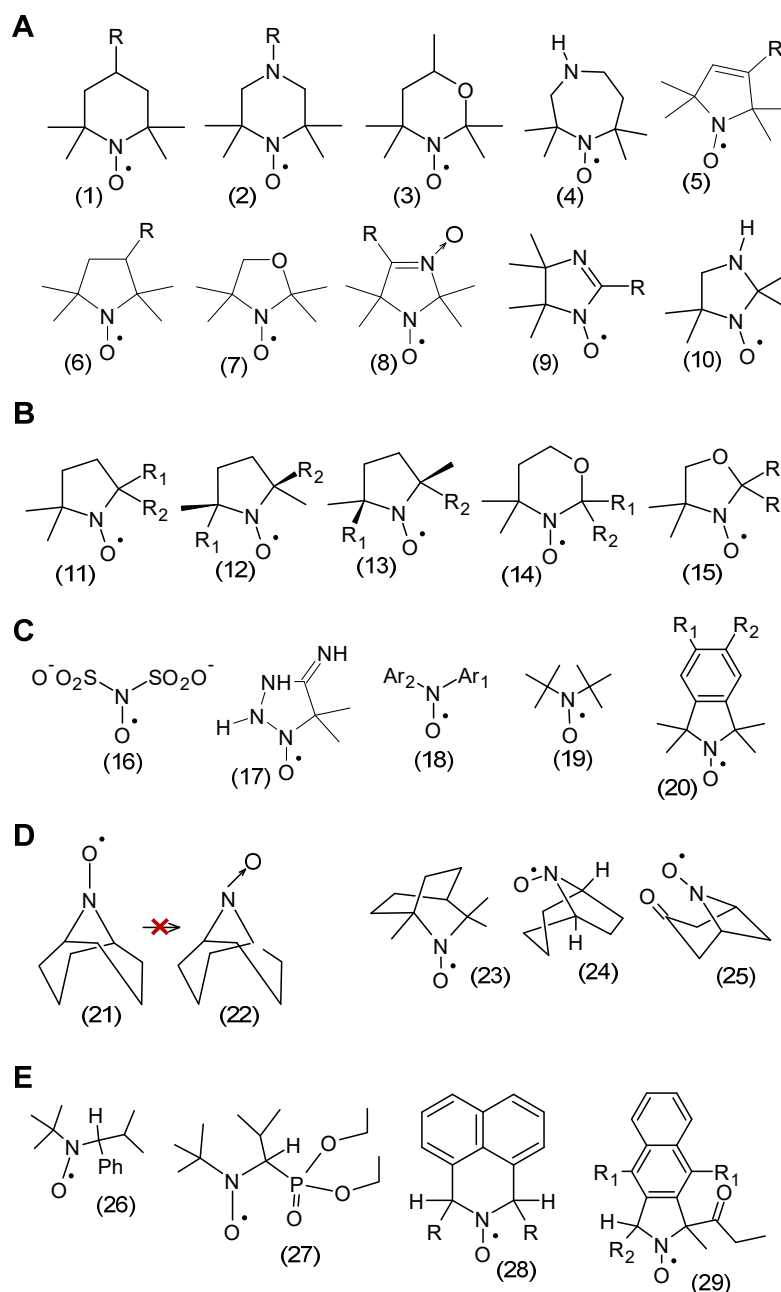 A
R
N
O•
(1)
R
N
N
O•
(2)
O
N
O•
(3)
H
N
N
O•
(4)
R
N
O•
(5)
R
N
O•
(6)
O
N
O•
(7)
R
N
O
N
O•
(8)
N
R
N
O•
(9)
H
N
N
O•
(10)
B
R1
R2
N
O•
(11)
R2
R1
N
O•
(12)
R2
R1
N
O•
(13)
O
R1
R2
N
O•
(14)
O
R
R
N
O•
(15)
C
O-O2S SO2O-
N
O•
(16)
NH
NH
H N
N
O•
(17)
Ar2 Ar1
N
O•
(18)
N
O•
(19)
R1 R2
N
O•
(20)
D
O•
N
(21)
O
N
(22)
N
O•
(23)
O• N H
H
(24)
O•
N
O
(25)
E
H
N
Ph
O•
(26)
H
N
P
O
O
O
O•
(27)
H H
R N R
O•
(28)
R1 R1
O
H
R2 N
O•
(29)